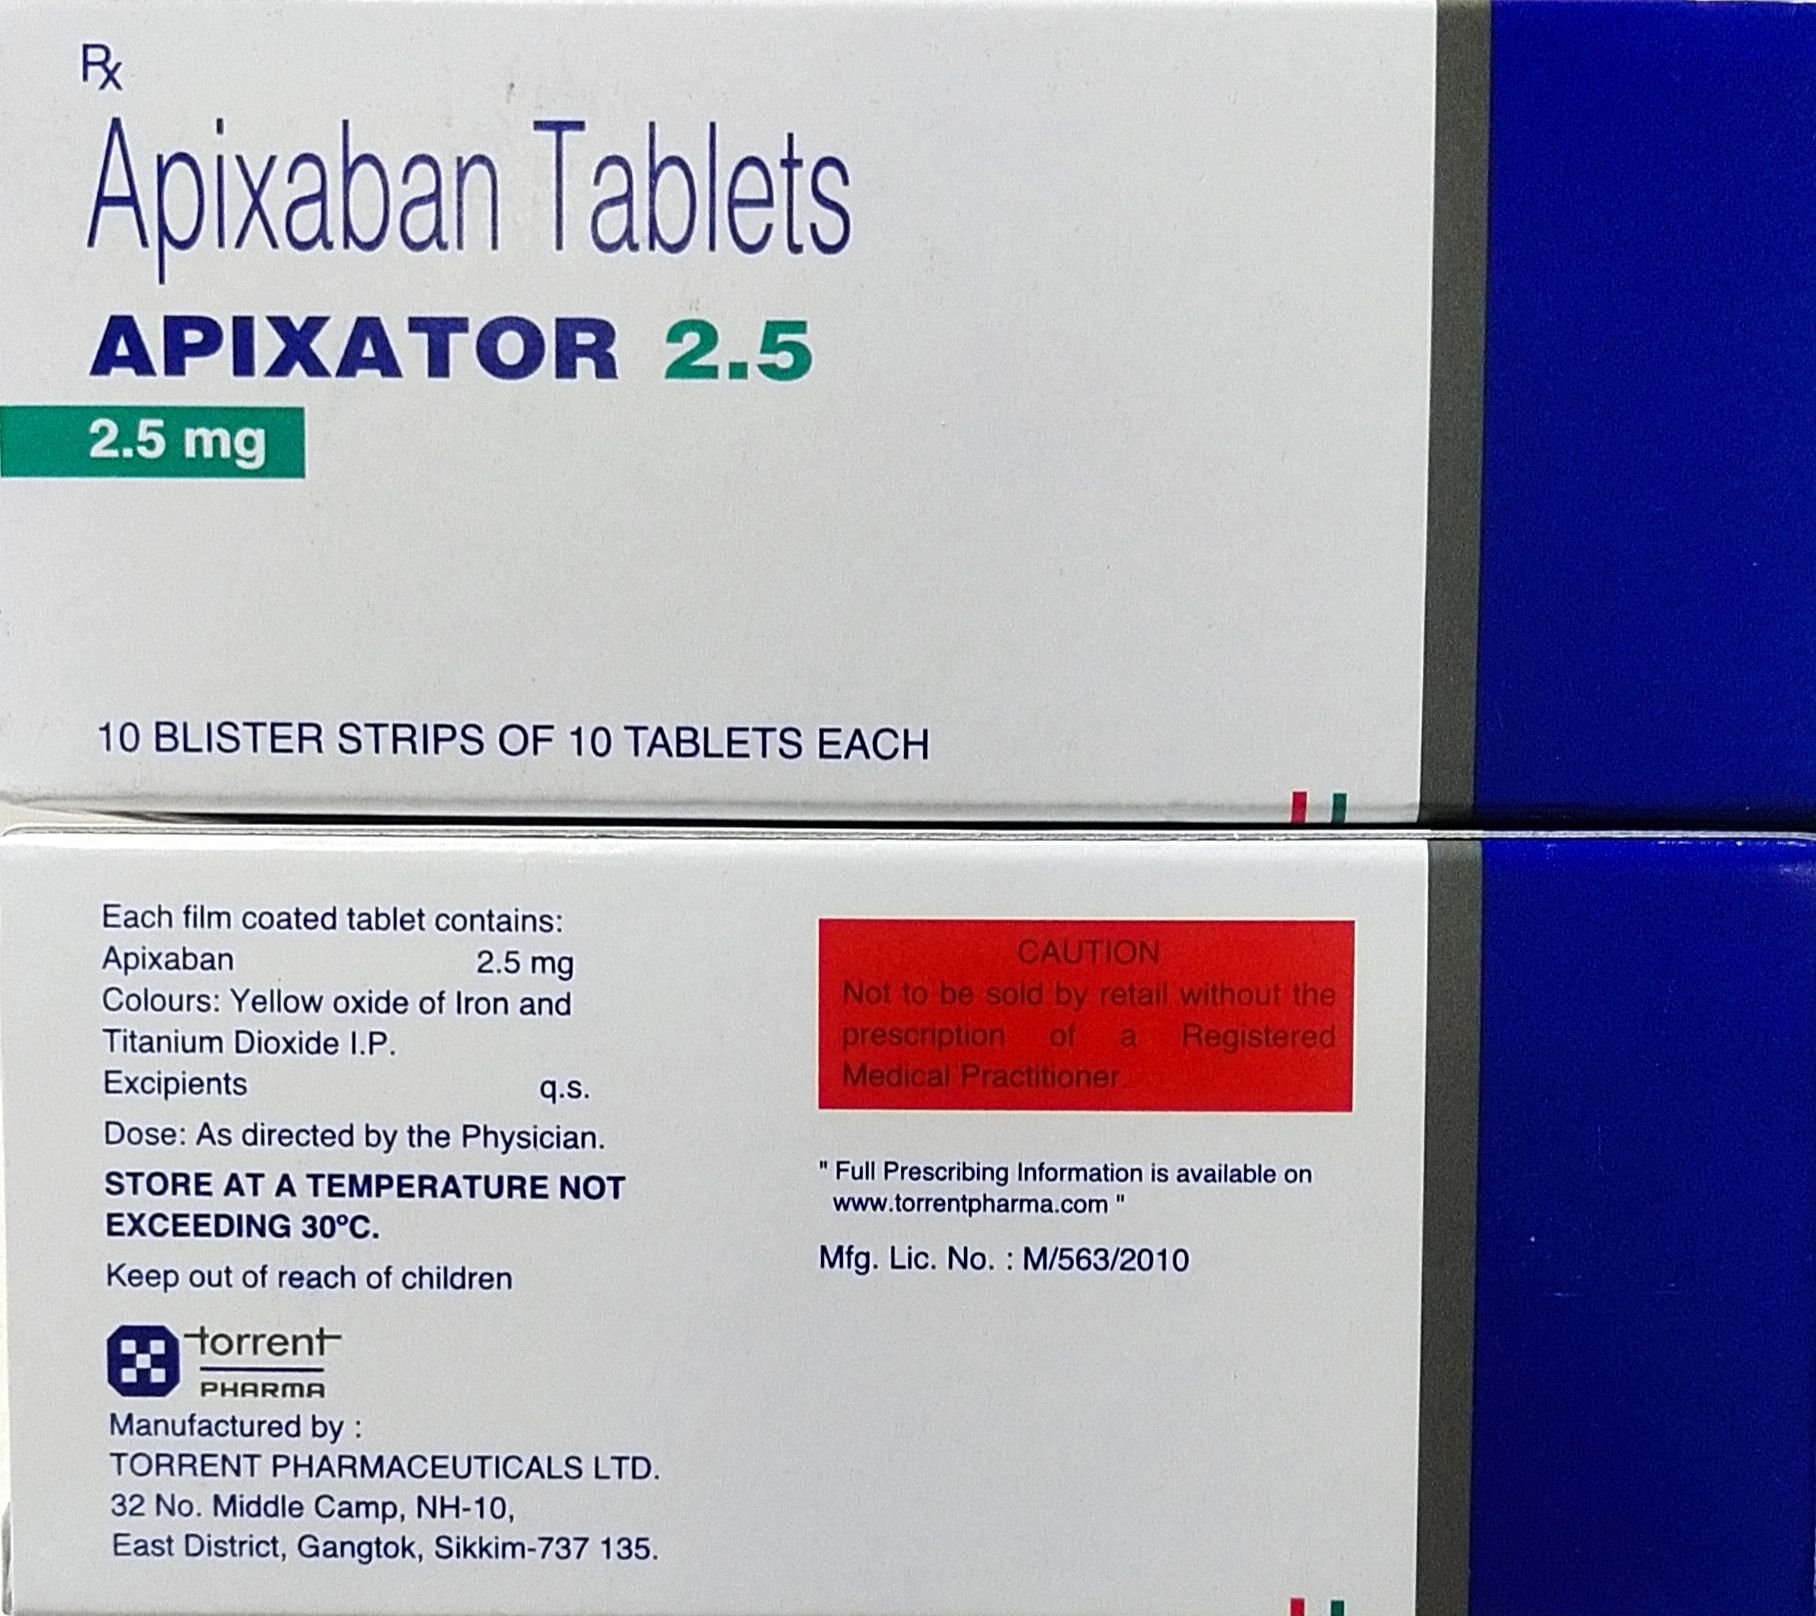 Rx
Apixaban Tablets
APIXATOR 2.5
2.5 mg
10 BLISTER STRIPS OF 10 TABLETS EACH
Each film coated tablet contains:
Apixaban 2.5 mg
Colours: Yellow oxide of Iron and
Titanium Dioxide I.P.
Excipients q.s.
Dose: As directed by the Physician.
STORE AT A TEMPERATURE NOT
EXCEEDING 30°C.
Keep out of reach of children
torrent
PHARMA
Manufactured by :
TORRENT PHARMACEUTICALS LTD.
32 No. Middle Camp, NH-10,
East District, Gangtok, Sikkim-737 135.
CAUTION
Not to be sold by retail without the
prescription of a Registered
Medical Practitioner.
" Full Prescribing Information is available on
www.torrentpharma.com "
Mfg. Lic. No. : M/563/2010